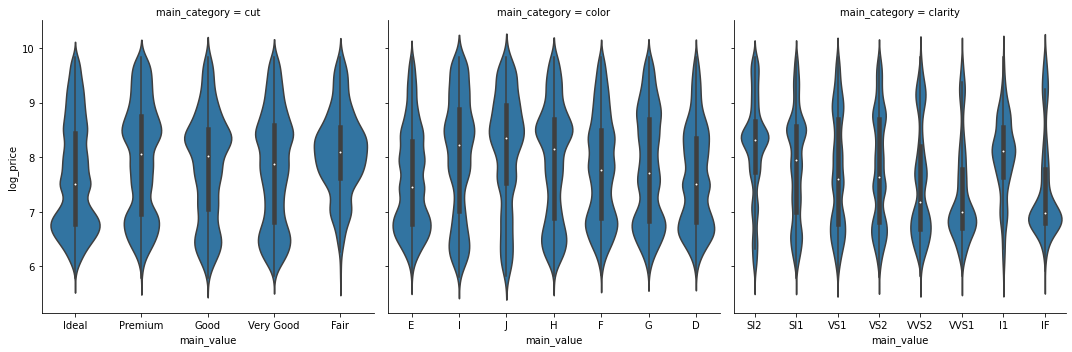 main_category = cut
main_category = color
main_category = clarity
log_price
10
9
8
7
6
Ideal Premium Good Very Good Fair
E I J H F G D
SI2 SI1 VS1 VS2 VVS2 VVS1 I1 IF
main_value
main_value
main_value